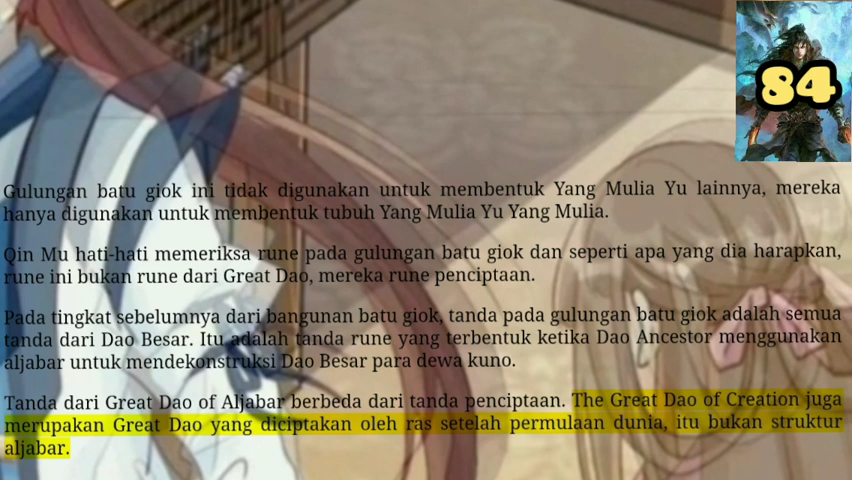 84
Gulungan batu giok ini tidak digunakan untuk membentuk Yang Mulia Yu lainnya, mereka
hanya digunakan untuk membentuk tubuh Yang Mulia Yu Yang Mulia.
Qin Mu hati-hati memeriksa rune pada gulungan batu giok dan seperti apa yang dia harapkan,
rune ini bukan rune dari Great Dao, mereka rune penciptaan.
Pada tingkat sebelumnya dari bangunan batu giok, tanda pada gulungan batu giok adalah semua
tanda dari Dao Besar. Itu adalah tanda rune yang terbentuk ketika Dao Ancestor menggunakan
aljabar untuk mendekonstruksi Dao Besar para dewa kuno.
Tanda dari Great Dao of Aljabar berbeda dari tanda penciptaan. The Great Dao of Creation juga
merupakan Great Dao yang diciptakan oleh ras setelah permulaan dunia, itu bukan struktur
aljabar.